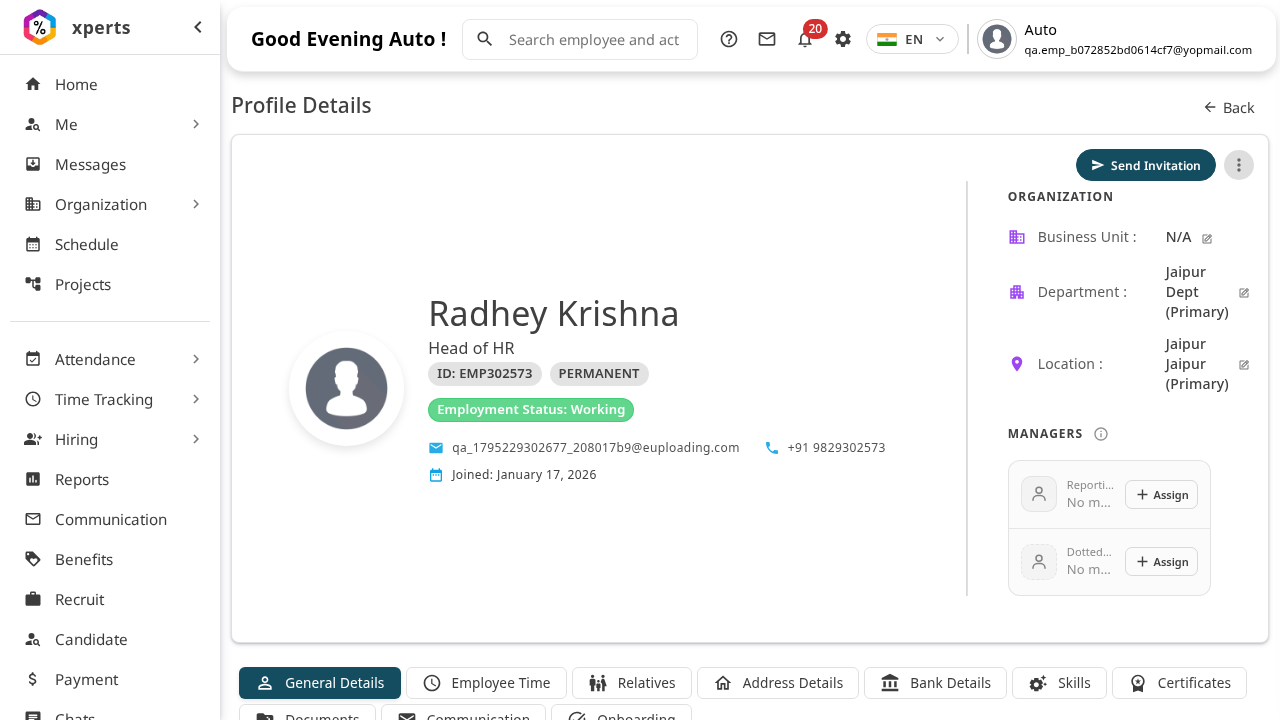 xperts
Good Evening Auto !
Search employee and act
20
EN
Auto
qa.emp_b072852bd0614cf7@yopmail.com
Home
Me
Messages
Organization
Schedule
Projects
Attendance
Time Tracking
Hiring
Reports
Communication
Benefits
Recruit
Candidate
Payment
Chats
Profile Details
Back
Send Invitation
Radhey Krishna
Head of HR
ID: EMP302573
PERMANENT
Employment Status: Working
qa_1795229302677_208017b9@euploading.com
+91 9829302573
Joined: January 17, 2026
ORGANIZATION
Business Unit :
N/A
Department :
Jaipur
Dept
(Primary)
Location :
Jaipur
Jaipur
(Primary)
MANAGERS
Reporti...
No m...
Assign
Dotted...
No m...
Assign
General Details
Employee Time
Relatives
Address Details
Bank Details
Skills
Certificates
Documents
Communication
Onboarding